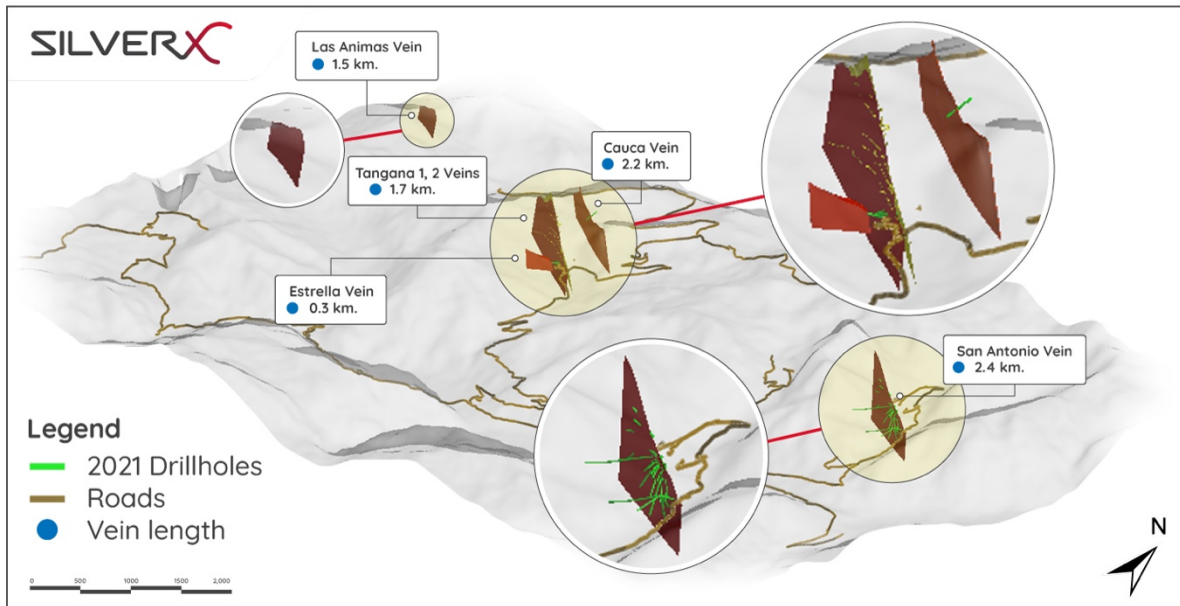 SILVERX
Las Animas Vein
1.5 km.
Cauca Vein
2.2 km.
Tangana 1, 2 Veins
1.7 km.
Estrella Vein
0.3 km.
San Antonio Vein
2.4 km.
Legend
2021 Drillholes
Roads
Vein length
0 500 1000 1500 2,000
N